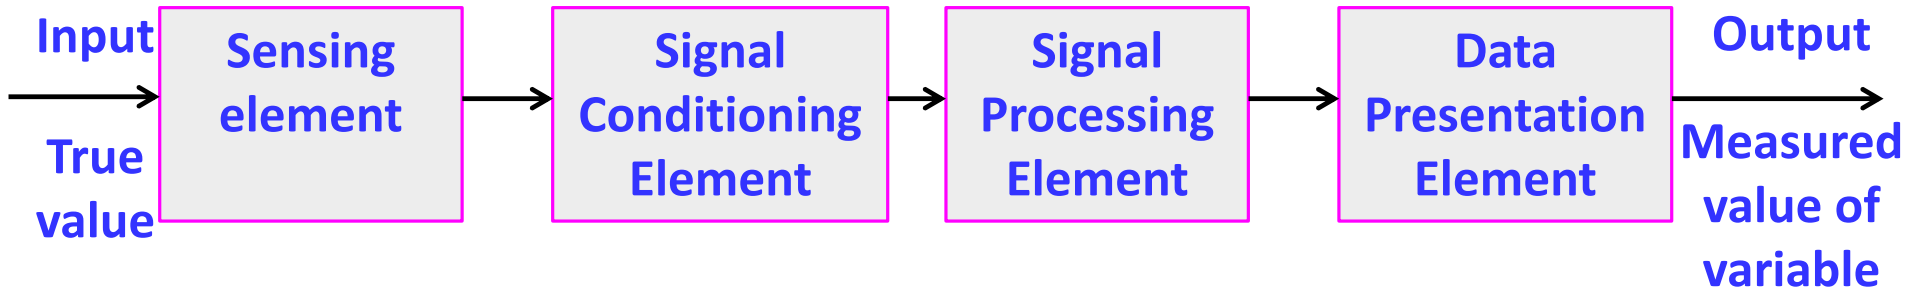 Input
True
value
Sensing
element
Signal
Conditioning
Element
Signal
Processing
Element
Data
Presentation
Element
Output
Measured
value of
variable